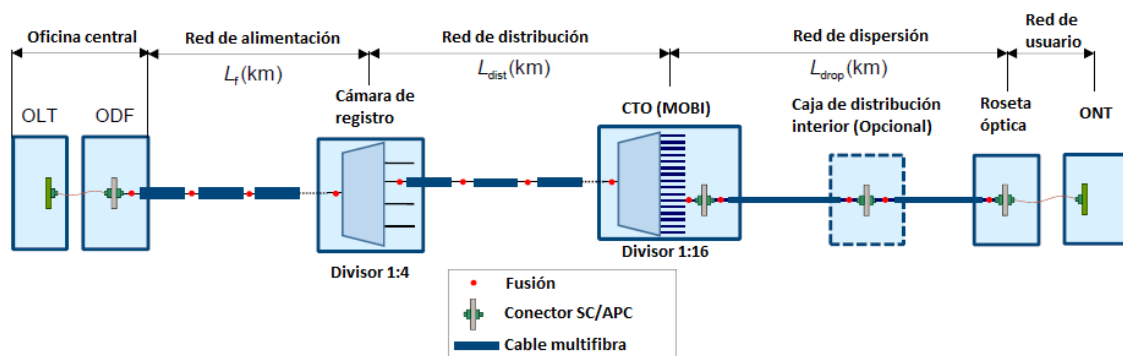 Oficina central
Red de alimentación
Red de distribución
Red de dispersión
Red de
usuario
Lf(km)
Ldist(km)
Ldrop(km)
OLT
ODF
Cámara de
registro
CTO (MOBI)
Caja de distribución
interior (Opcional)
Roseta
óptica
ONT
Divisor 1:4
Divisor 1:16
Fusión
Conector SC/APC
Cable multifibra